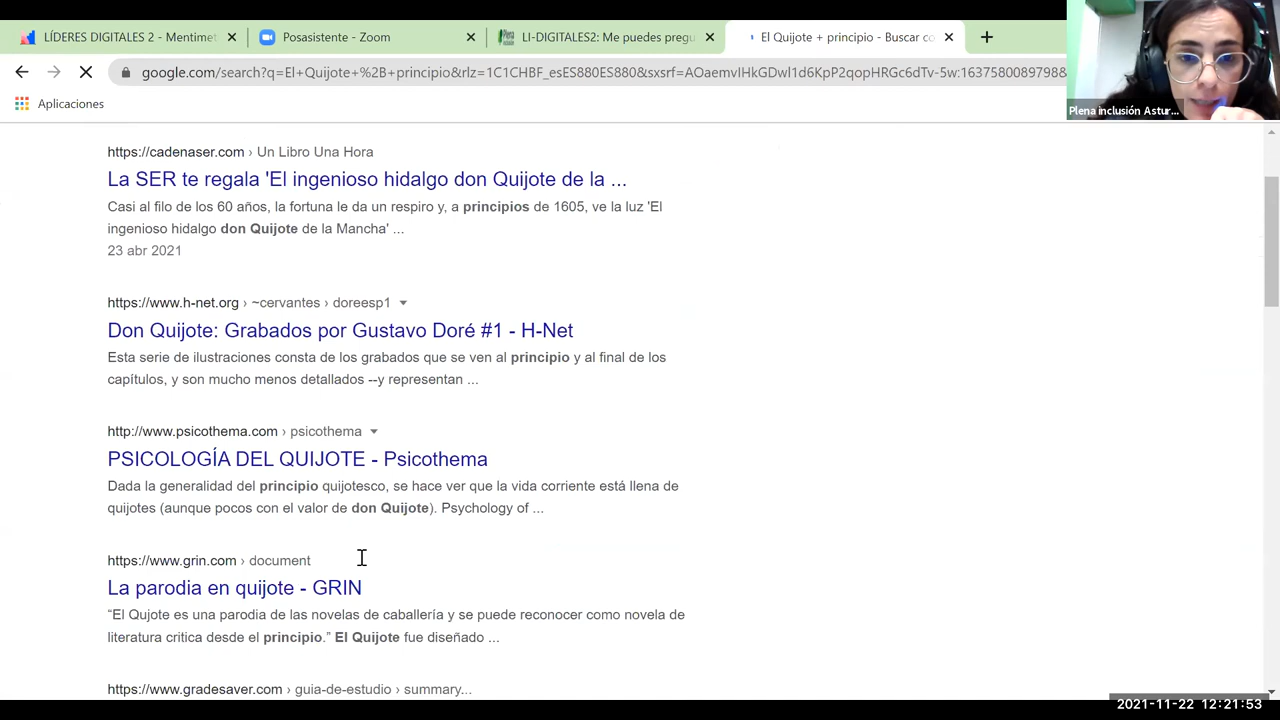 LÍDERES DIGITALES 2 - Mentimet
Posasistente - Zoom
LI-DIGITALES2: Me puedes pregu
El Quijote + principio - Buscar co
google.com/search?q=El+Quijote+%2B+principio&rlz=1C1CHBF_esES880ES880&sxsrf=AOaemvIHkGDwl1d6KpP2qopHRGc6dTv-5w:1637580089798&
Aplicaciones
Plena inclusión Astur...
https://cadenaser.com › Un Libro Una Hora
La SER te regala 'El ingenioso hidalgo don Quijote de la ...
Casi al filo de los 60 años, la fortuna le da un respiro y, a principios de 1605, ve la luz 'El
ingenioso hidalgo don Quijote de la Mancha' ...
23 abr 2021
https://www.h-net.org › ~cervantes › doreesp1
Don Quijote: Grabados por Gustavo Doré #1 - H-Net
Esta serie de ilustraciones consta de los grabados que se ven al principio y al final de los
capítulos, y son mucho menos detallados --y representan ...
http://www.psicothema.com › psicothema
PSICOLOGÍA DEL QUIJOTE - Psicothema
Dada la generalidad del principio quijotesco, se hace ver que la vida corriente está llena de
quijotes (aunque pocos con el valor de don Quijote). Psychology of ...
https://www.grin.com › document
La parodia en quijote - GRIN
“El Qujote es una parodia de las novelas de caballería y se puede reconocer como novela de
literatura critica desde el principio.” El Quijote fue diseñado ...
https://www.gradesaver.com › guia-de-estudio › summary...
2021-11-22 12:21:53